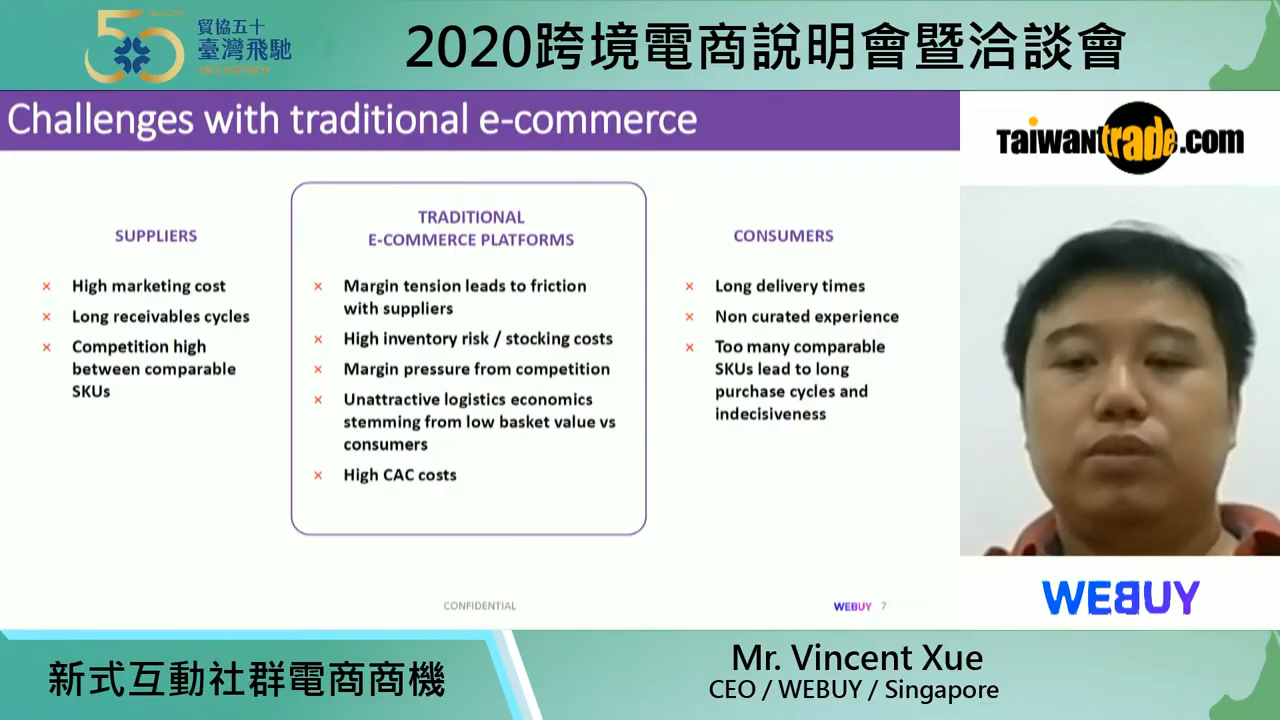 貿協五十
臺灣飛馳
2020跨境電商說明會暨洽談會
Challenges with traditional e-commerce
TAIWANTRADE.COM
SUPPLIERS
× High marketing cost
× Long receivables cycles
× Competition high
between comparable
SKUs
TRADITIONAL
E-COMMERCE PLATFORMS
× Margin tension leads to friction
with suppliers
× High inventory risk / stocking costs
× Margin pressure from competition
× Unattractive logistics economics
stemming from low basket value vs
consumers
× High CAC costs
CONSUMERS
× Long delivery times
× Non curated experience
× Too many comparable
SKUs lead to long
purchase cycles and
indecisiveness
CONFIDENTIAL
WEBUY 7
WEBUY
新式互動社群電商商機
Mr. Vincent Xue
CEO / WEBUY / Singapore